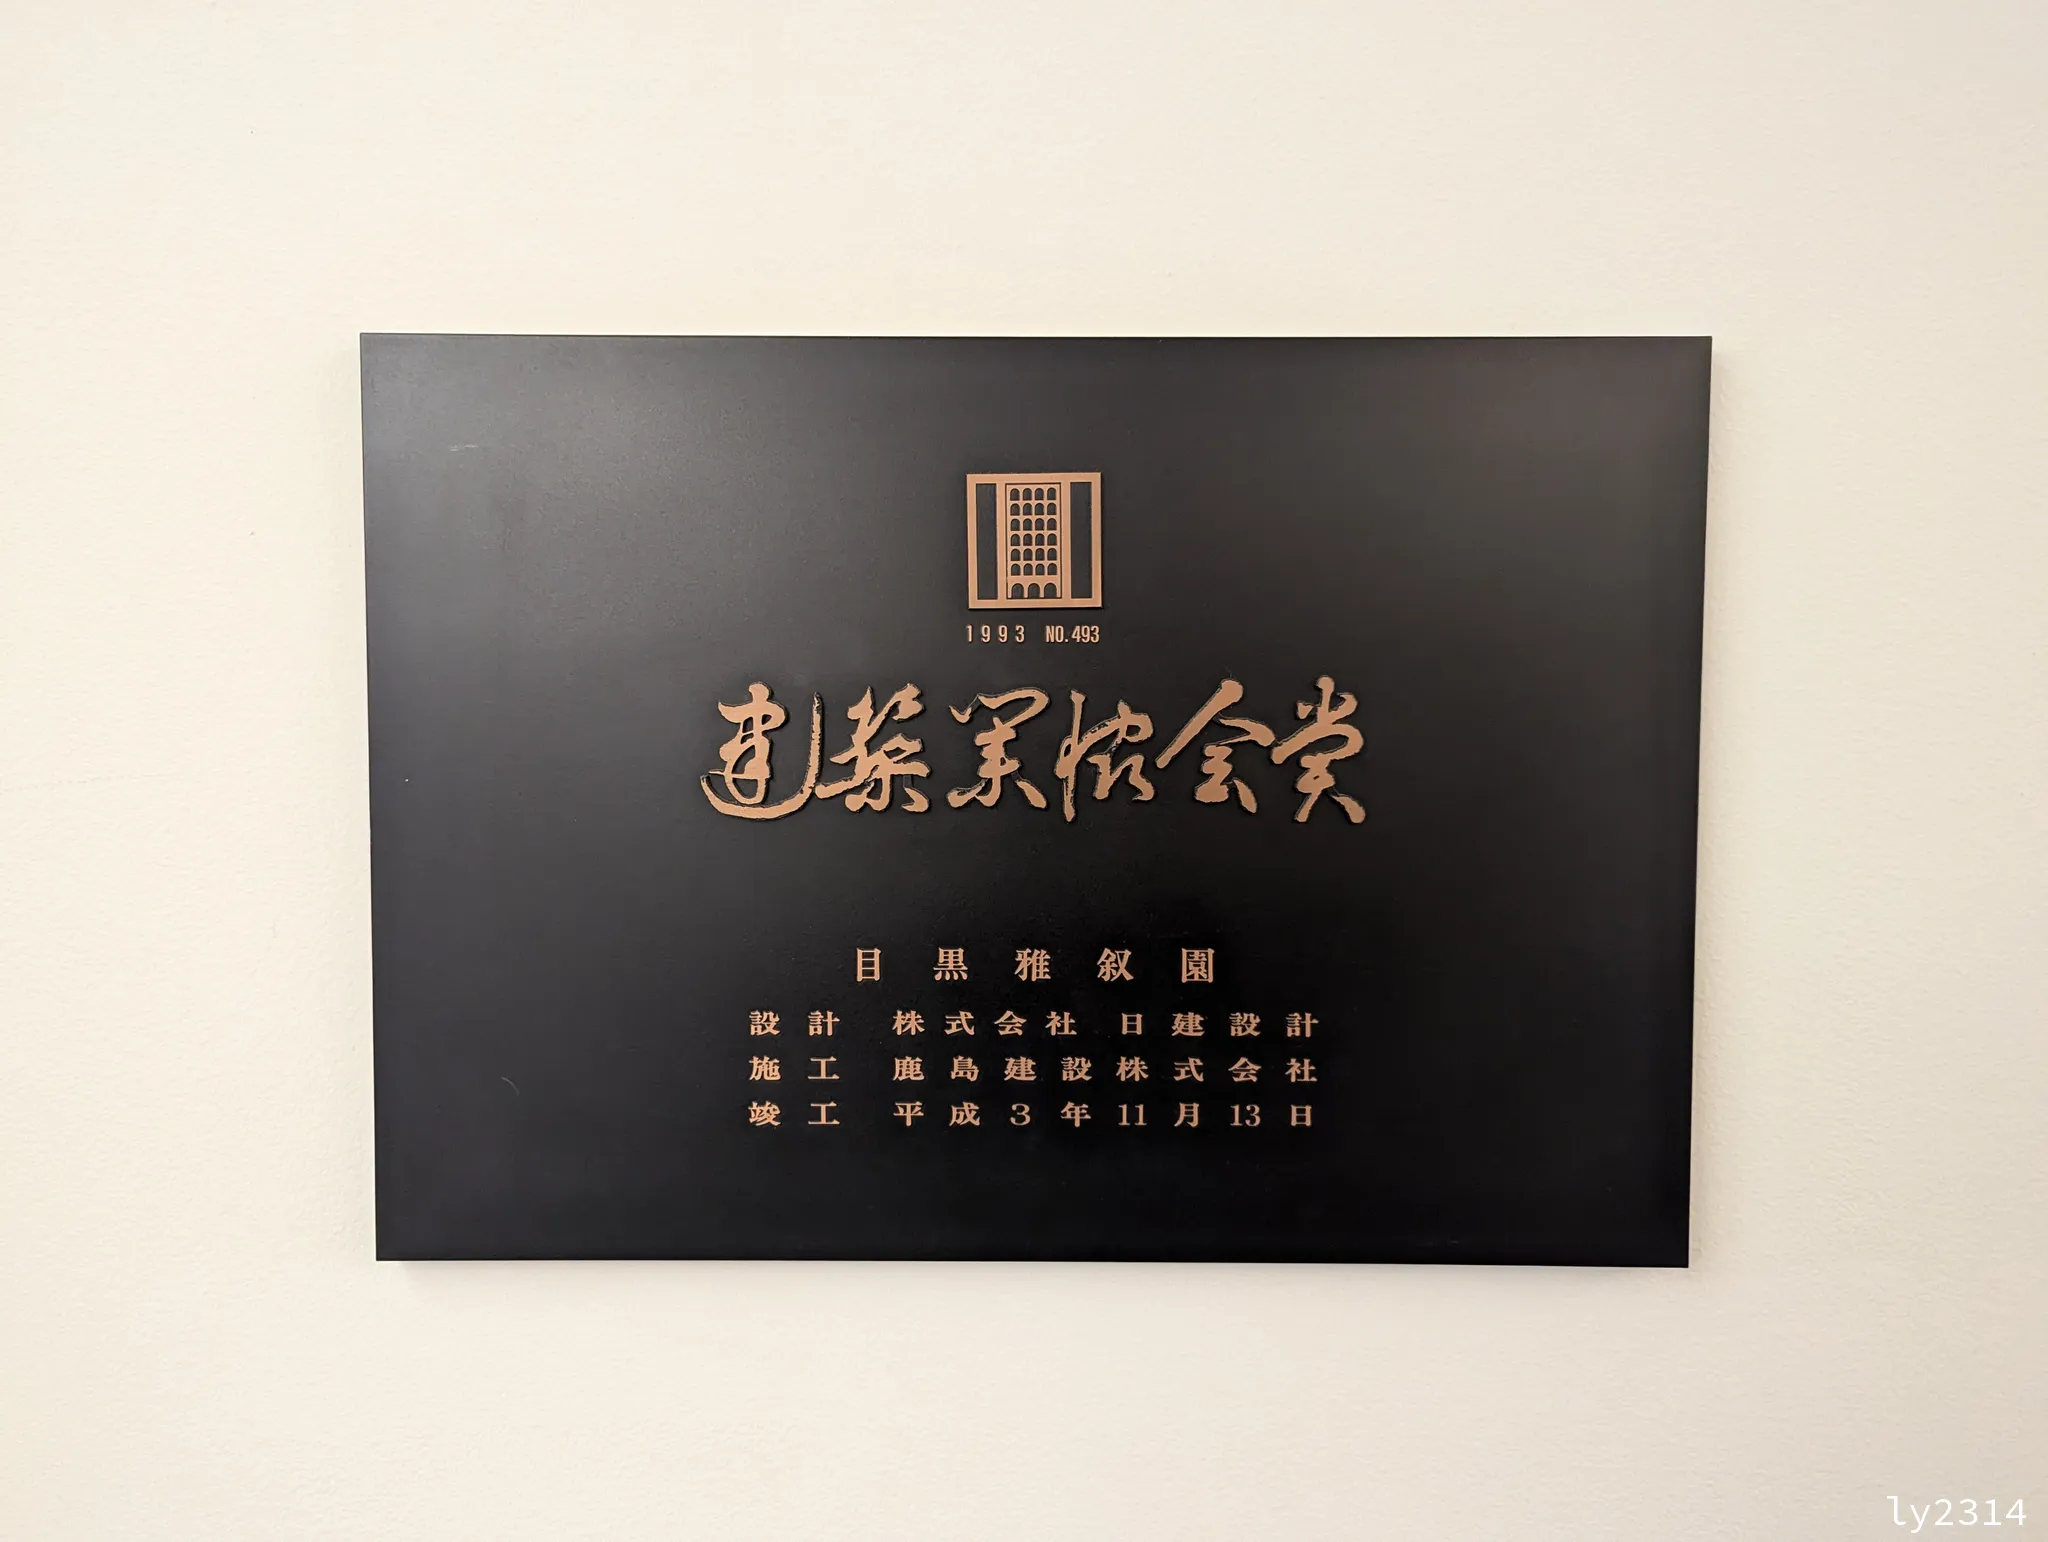 1993 NO.493
建築業協会賞
目黒雅叙園
設計 株式会社 日建設計
施工 鹿島建設株式会社
竣工 平成3年11月13日
ly2314